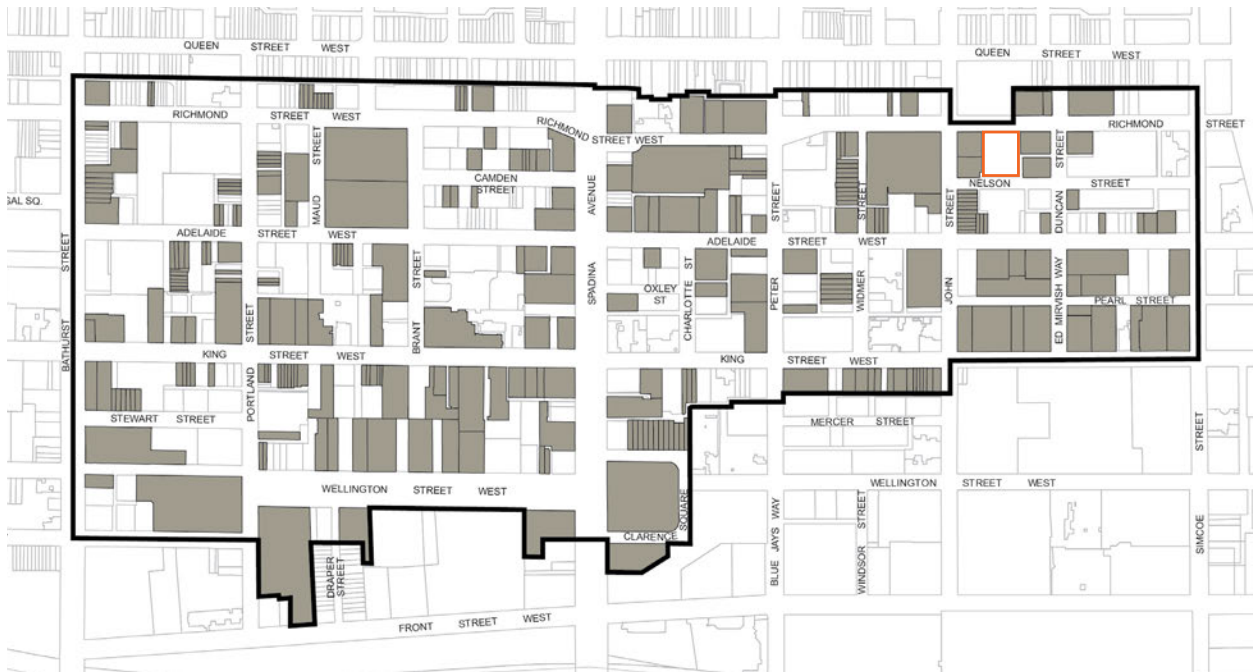 QUEEN STREET WEST
QUEEN STREET WEST
RICHMOND STREET WEST
RICHMOND STREET WEST
RICHMOND STREET
CAMDEN STREET
NELSON STREET
MAUD STREET
AVENUE
STREET
STREET
STREET
DUNCAN STREET
GAL SQ.
ADELAIDE STREET WEST
ADELAIDE STREET WEST
STREET
BATHURST
STREET
BRANT
STREET
PORTLAND
SPADINA
OXLEY ST
CHARLOTTE ST
PETER
WIDMER
JOHN
ED MIRVISH WAY
PEARL STREET
KING STREET WEST
KING STREET WEST
STEWART STREET
MERCER STREET
STREET
SIMCOE
WELLINGTON STREET WEST
WELLINGTON STREET WEST
CLARENCE SQUARE
BLUE JAYS WAY
WINDSOR STREET
DRAPER STREET
FRONT STREET WEST